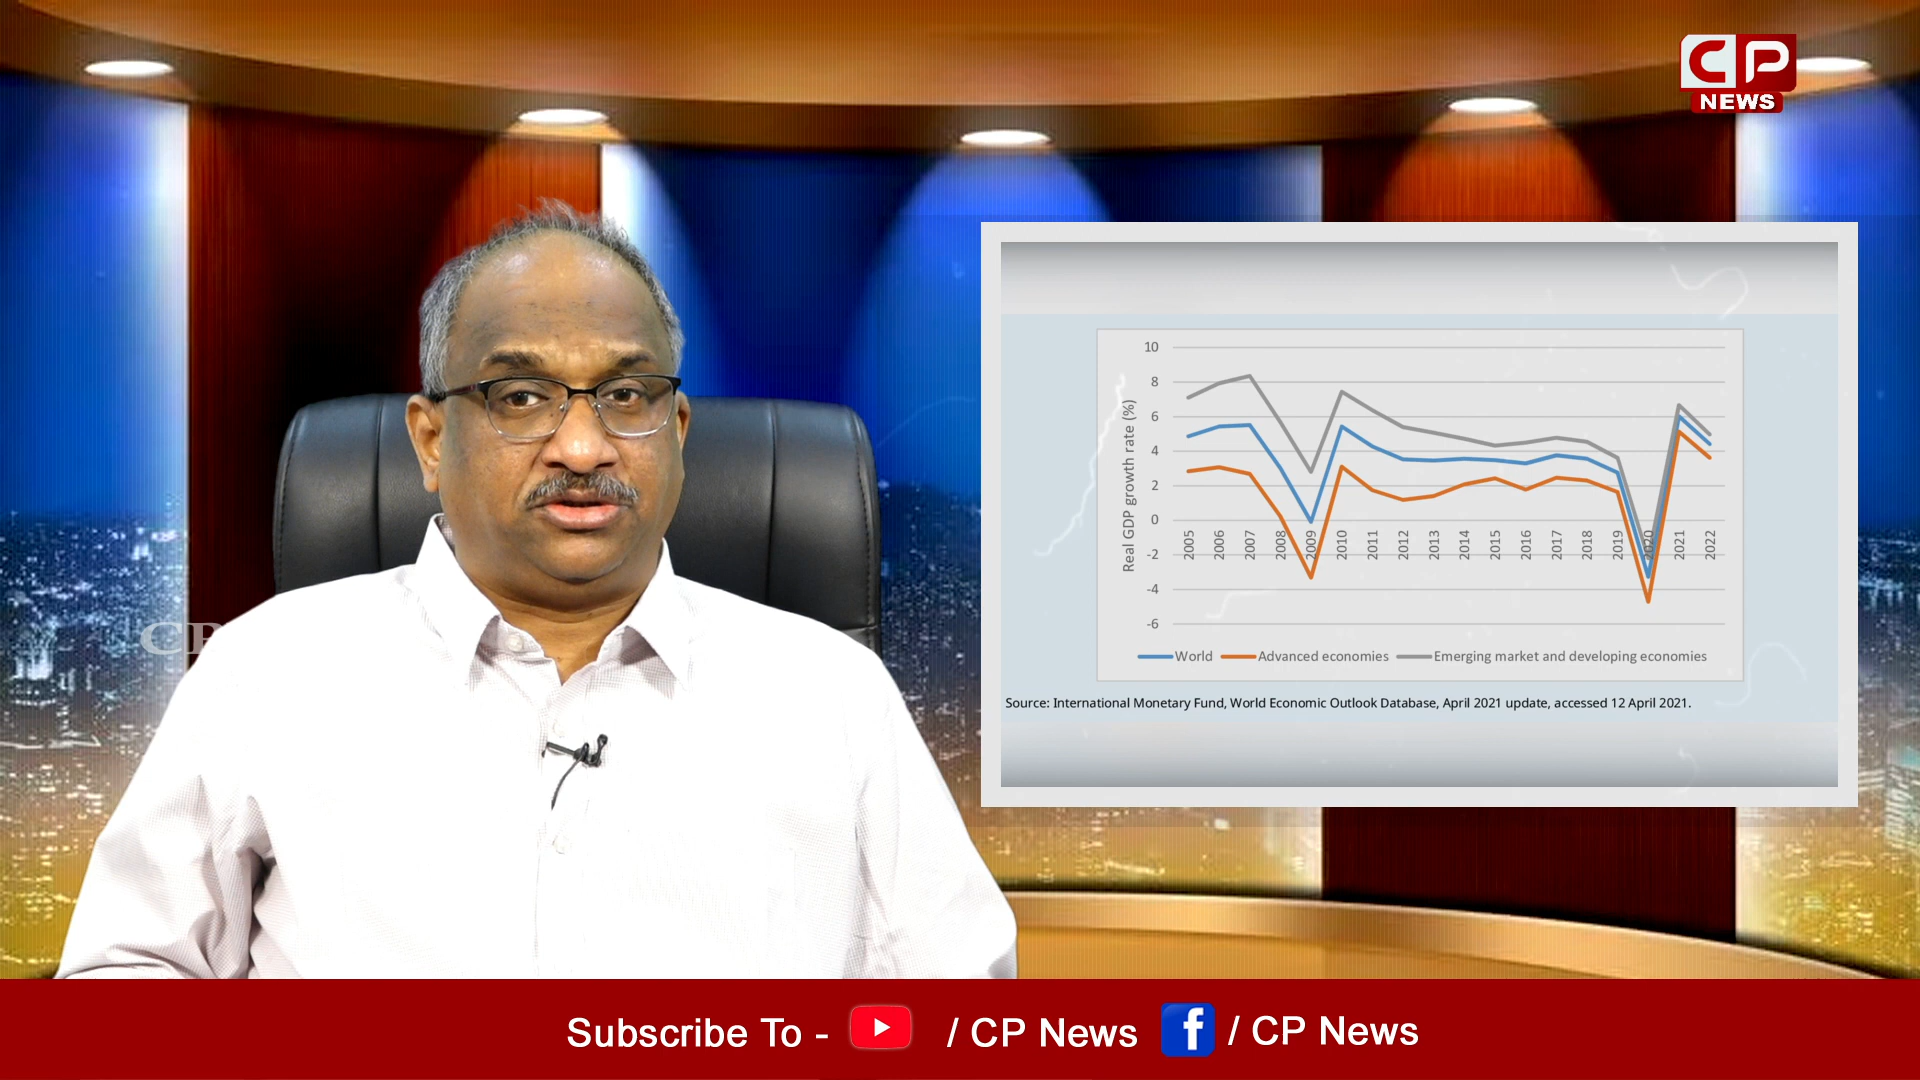 CP
NEWS
10
8
6
4
2
0
-2
-4
-6
Real GDP growth rate (%)
2005 2006 2007 2008 2009 2010 2011 2012 2013 2014 2015 2016 2017 2018 2019 2020 2021 2022
World Advanced economies Emerging market and developing economies
Source: International Monetary Fund, World Economic Outlook Database, April 2021 update, accessed 12 April 2021.
CP
Subscribe To - / CP News f / CP News